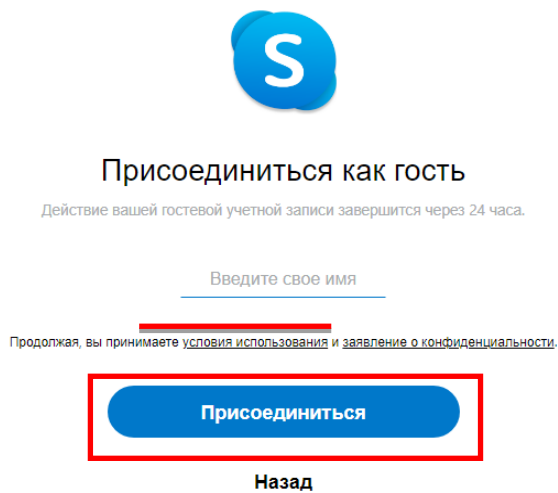 S
Присоединиться как гость
Действие вашей гостевой учетной записи завершится через 24 часа.
Введите свое имя
Продолжая, вы принимаете условия использования и заявление о конфиденциальности.
Присоединиться
Назад